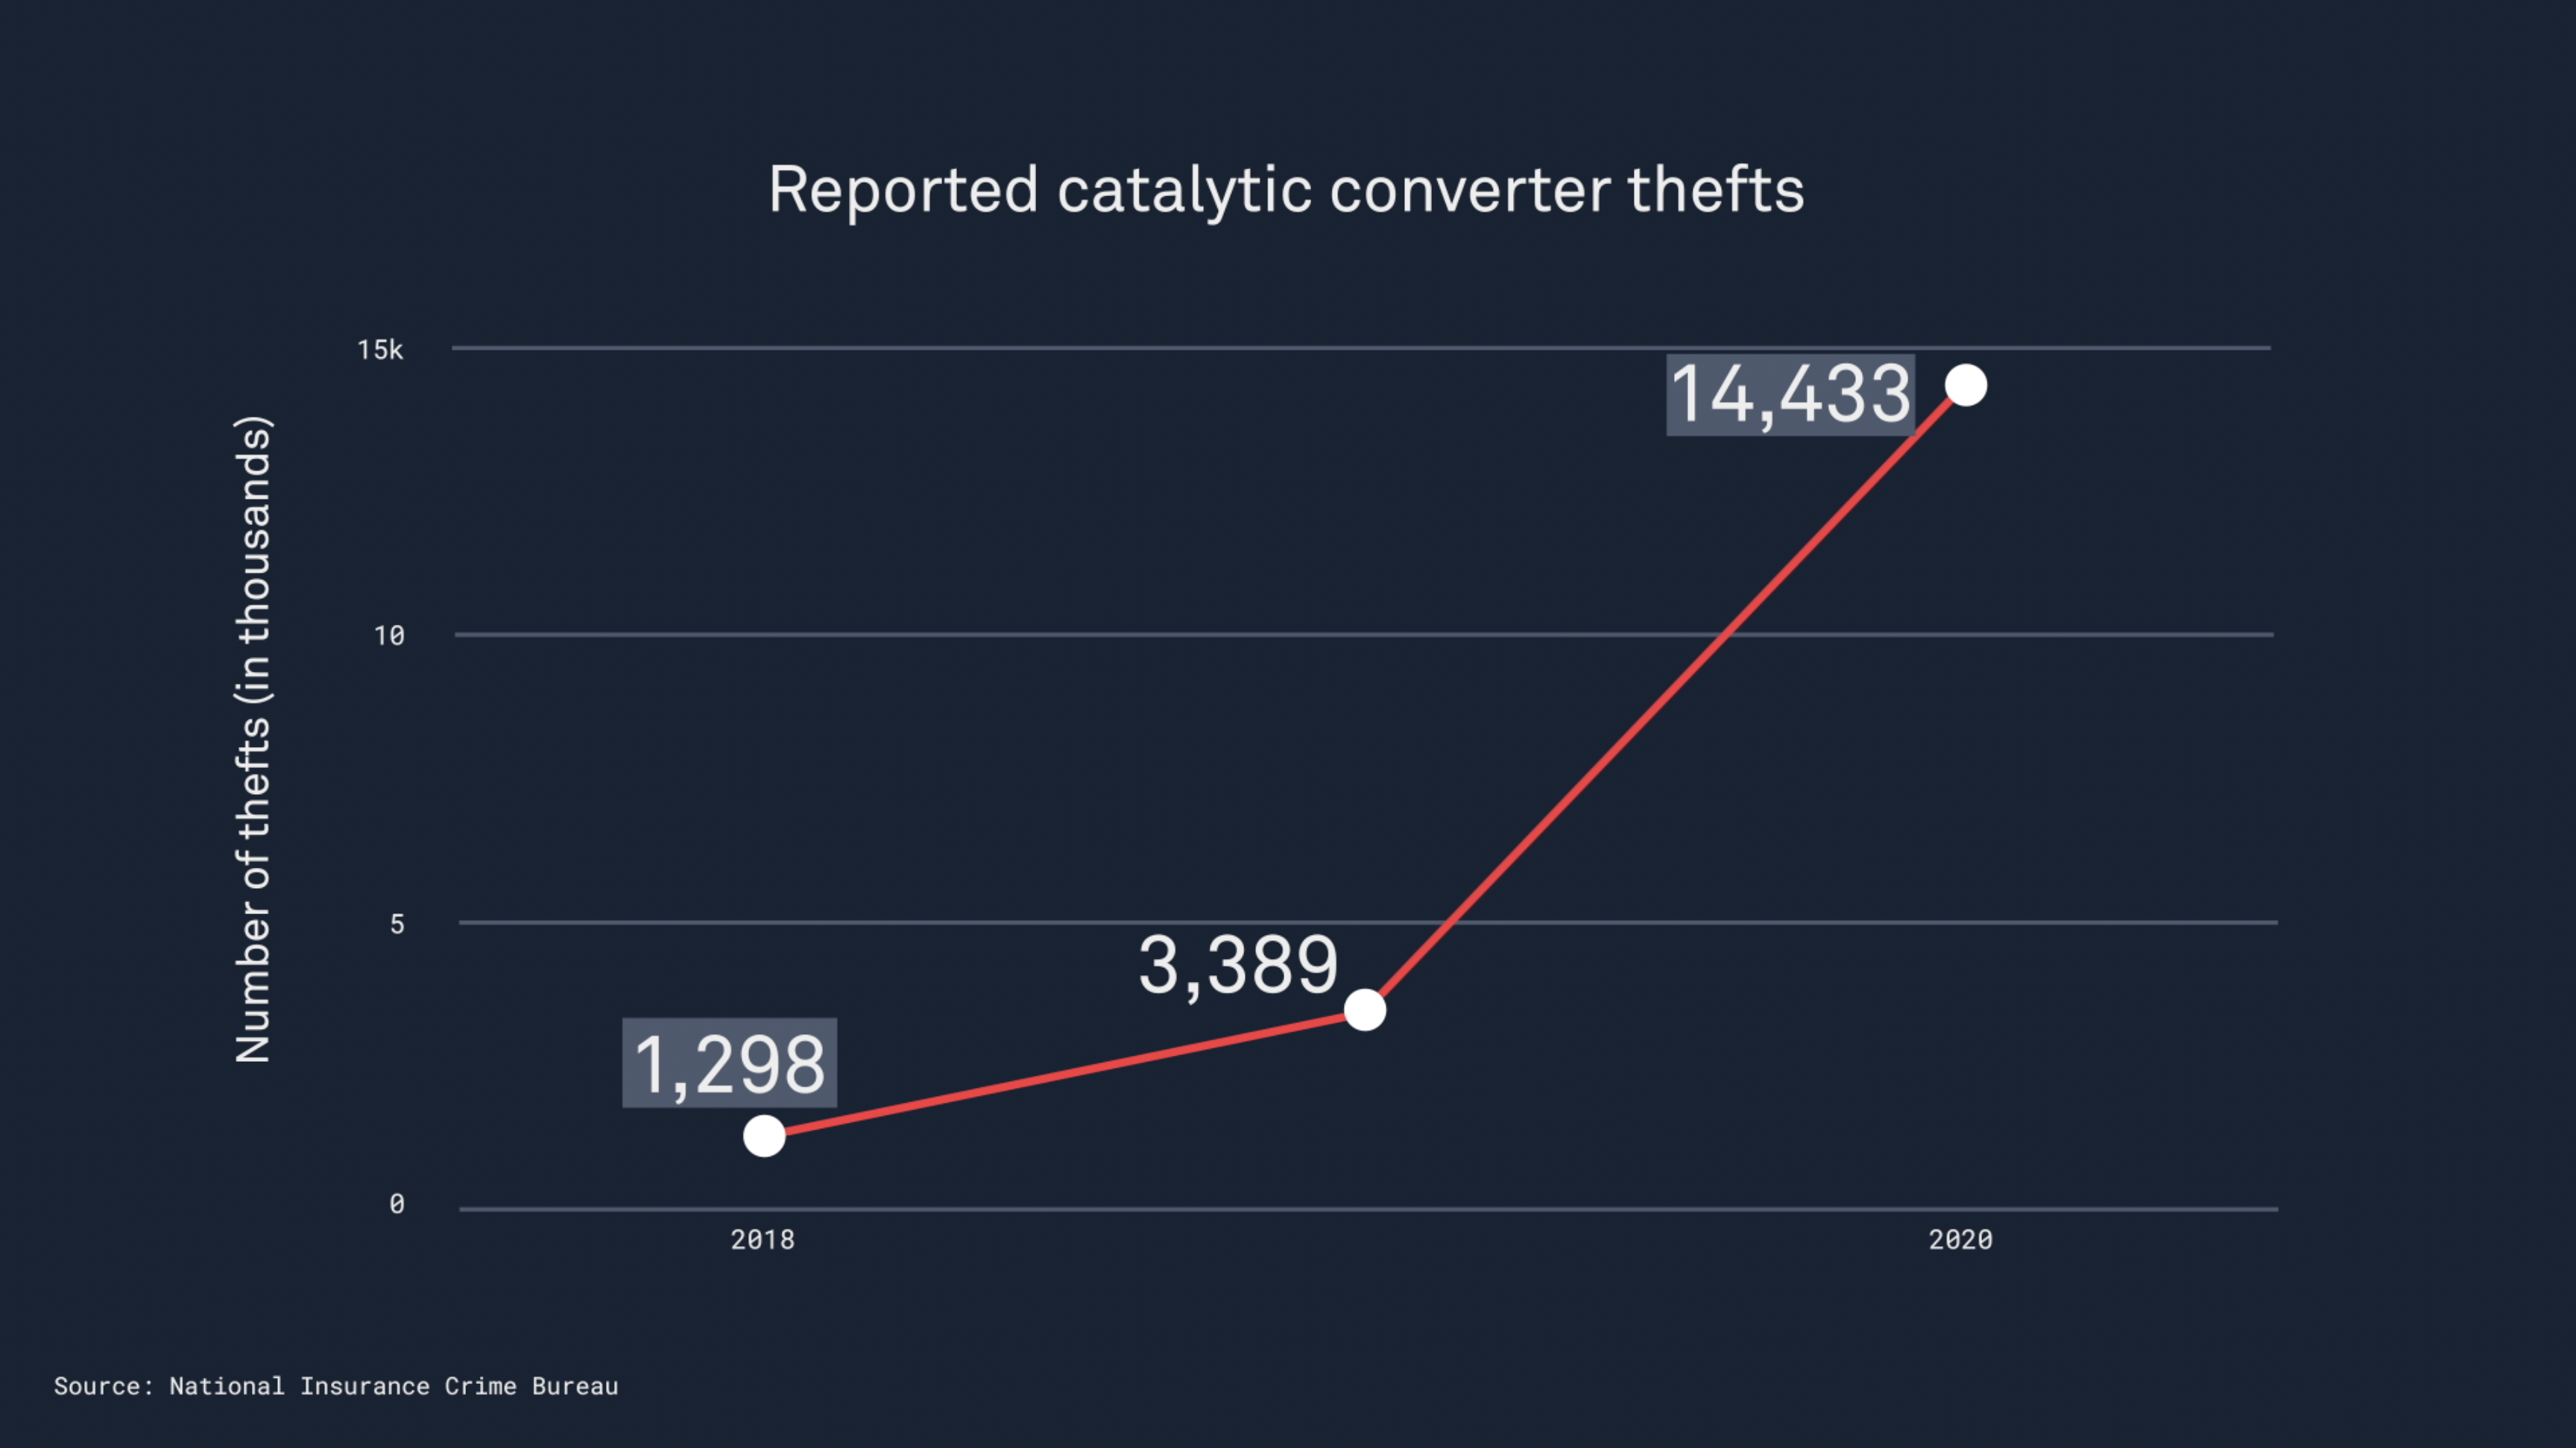 Reported catalytic converter thefts
Number of thefts (in thousands)
15k
14,433
10
5
3,389
1,298
0
2018
2020
Source: National Insurance Crime Bureau